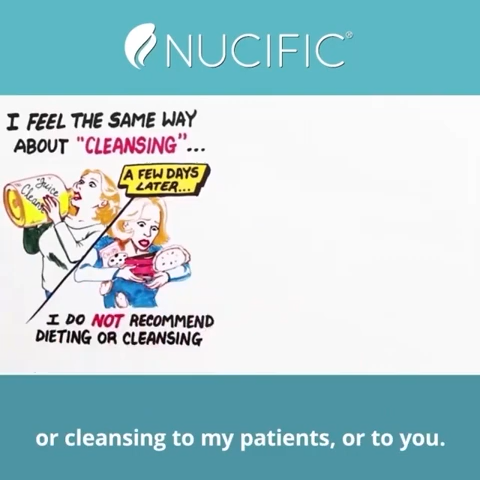 NUCIFIC®
I FEEL THE SAME WAY
ABOUT "CLEANSING"...
A FEW DAYS
LATER...
Juice
Cleanse
I DO NOT RECOMMEND
DIETING OR CLEANSING
or cleansing to my patients, or to you.